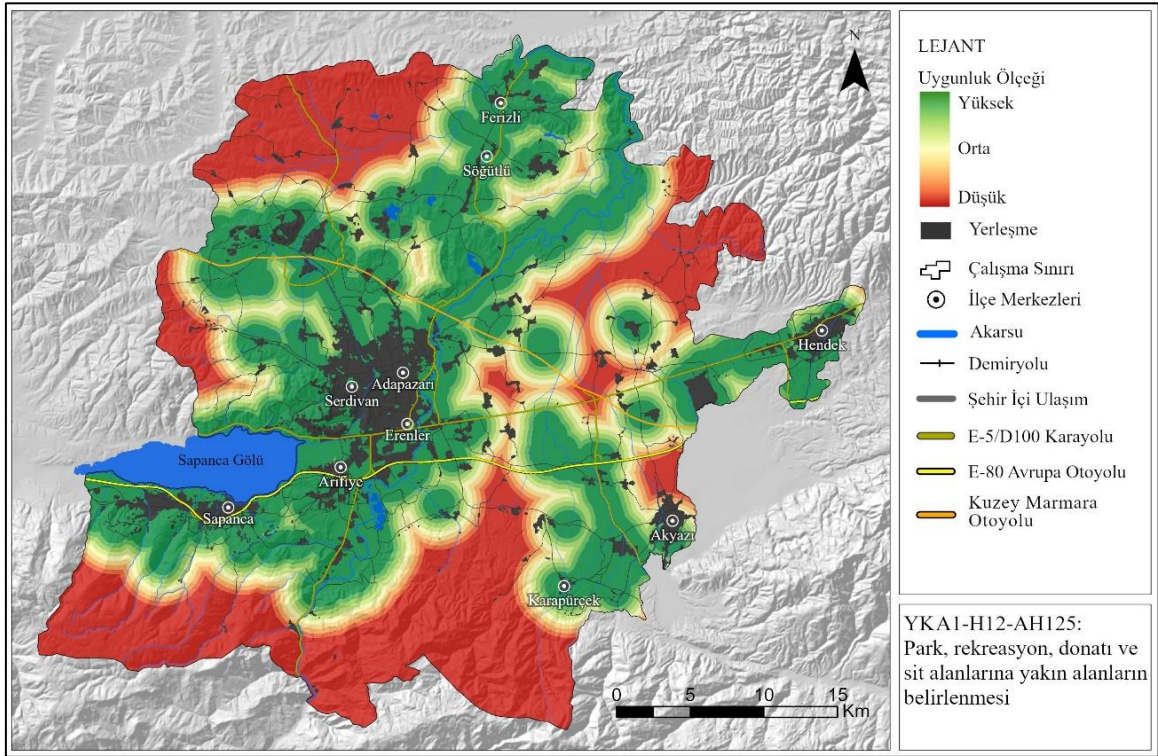 N
Ferizli
Söğütlü
Hendek
Adapazarı
Serdivan
Erenler
Sapanca Gölü
Arifiye
Sapanca
Akyazı
Karapürçek
0 5 10 15
Km
LEJANT
Uygunluk Ölçeği
Yüksek
Orta
Düşük
Yerleşme
Çalışma Sınırı
İlçe Merkezleri
Akarsu
Demiryolu
Şehir İçi Ulaşım
E-5/D100 Karayolu
E-80 Avrupa Otoyolu
Kuzey Marmara
Otoyolu
YKA1-H12-AH125:
Park, rekreasyon, donatı ve
sit alanlarına yakın alanların
belirlenmesi